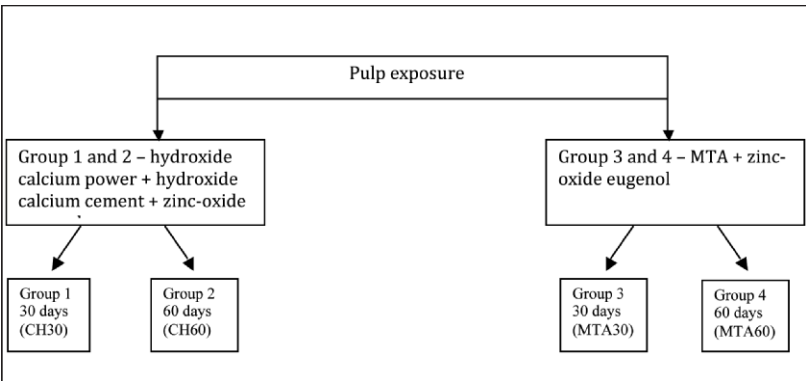 Pulp exposure
Group 1 and 2 – hydroxide
calcium power + hydroxide
calcium cement + zinc-oxide
Group 3 and 4 – MTA + zinc-
oxide eugenol
Group 1
30 days
(CH30)
Group 2
60 days
(CH60)
Group 3
30 days
(MTA30)
Group 4
60 days
(MTA60)